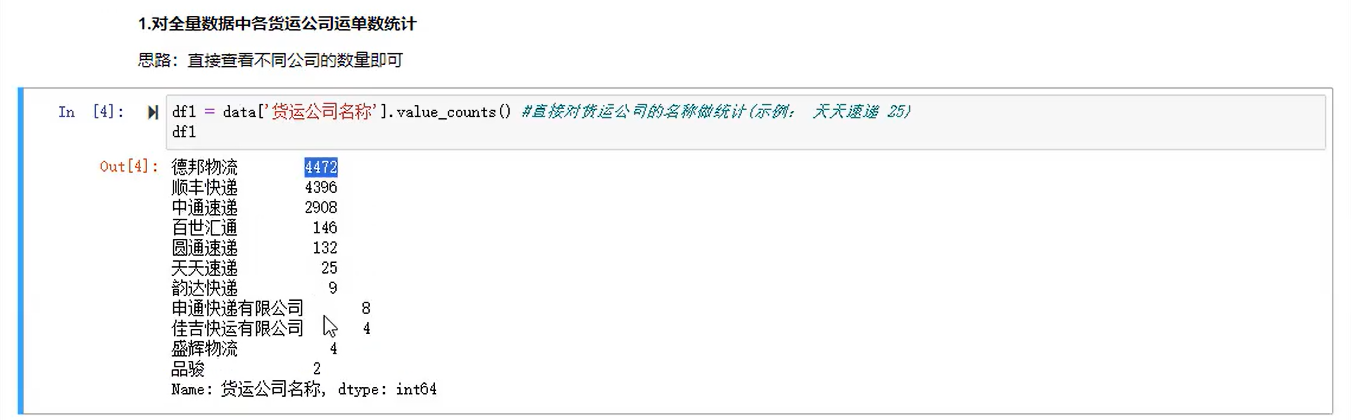 1.对全量数据中各货运公司运单数统计
思路：直接查看不同公司的数量即可
In [4]: df1 = data['货运公司名称'].value_counts() #直接对货运公司的名称做统计(示例： 天天速递 25)
df1
Out[4]: 德邦物流 4472
顺丰快递 4396
中通速递 2908
百世汇通 146
圆通速递 132
天天速递 25
韵达快递 9
申通快递有限公司 8
佳吉快运有限公司 4
盛辉物流 4
品骏 2
Name: 货运公司名称, dtype: int64